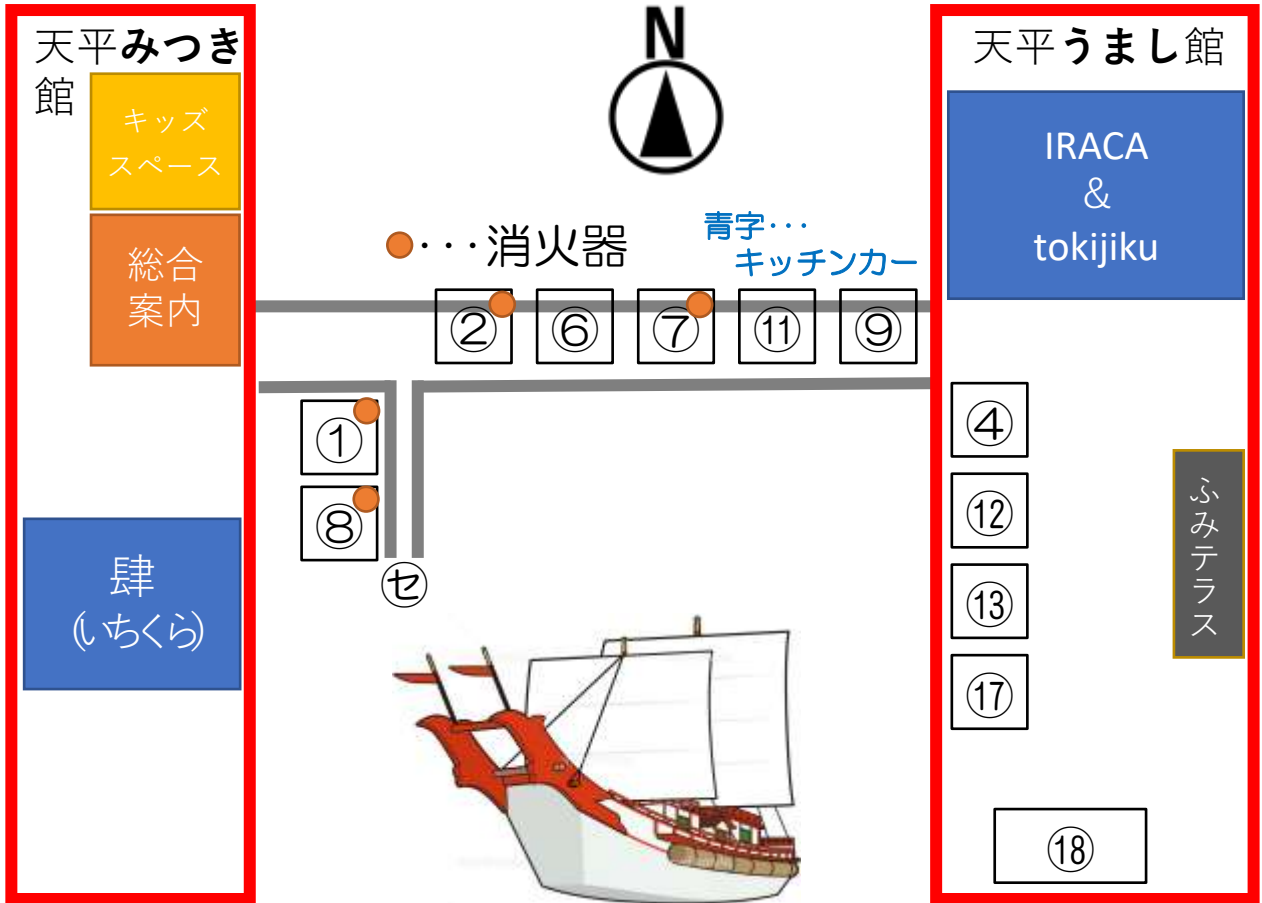 天平みつき
館
キッズ
スペース
総合
案内
肆
(いちくら)
N
●･･･消火器
青字･･･
キッチンカー
②
⑥
⑦
⑪
⑨
①
⑧
㋝
天平うまし館
IRACA
&
tokijiku
④
⑫
⑬
⑰
⑱
ふみテラス